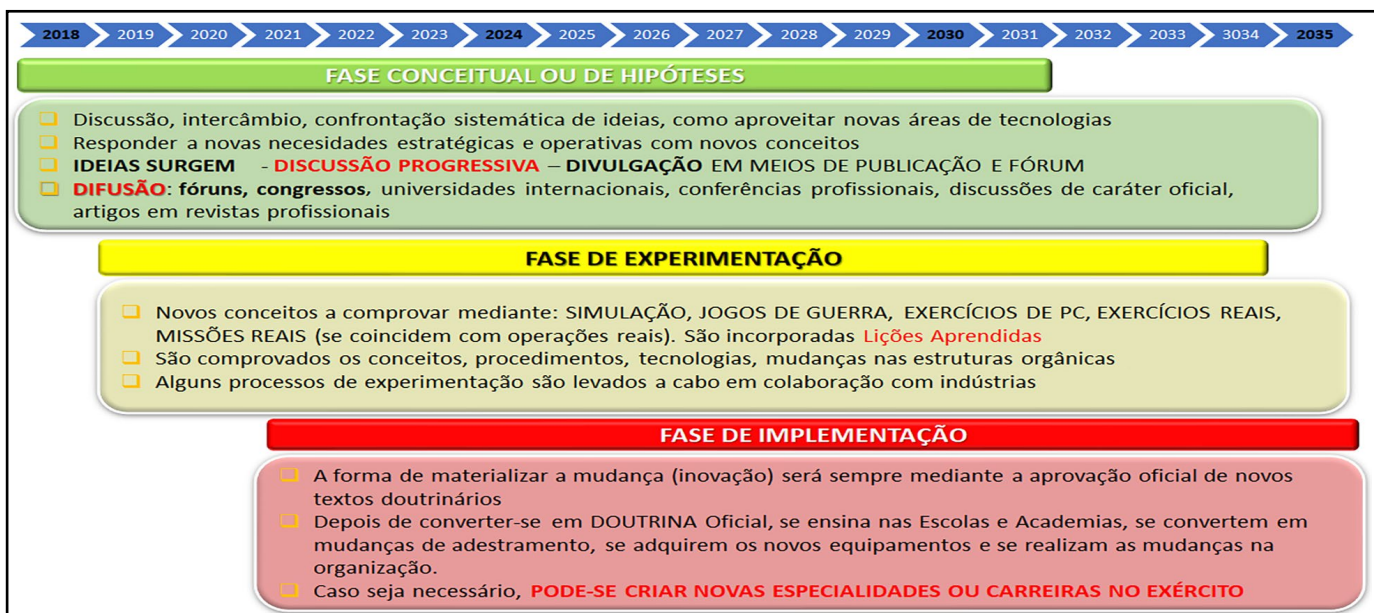 2018 2019 2020 2021 2022 2023 2024 2025 2026 2027 2028 2029 2030 2031 2032 2033 3034 2035
FASE CONCEITUAL OU DE HIPÓTESES
Discussão, intercâmbio, confrontação sistemática de ideias, como aproveitar novas áreas de tecnologias
Responder a novas necesidades estratégicas e operativas com novos conceitos
IDEIAS SURGEM - DISCUSSÃO PROGRESSIVA – DIVULGAÇÃO EM MEIOS DE PUBLICAÇÃO E FÓRUM
DIFUSÃO: fóruns, congressos, universidades internacionais, conferências profissionais, discussões de caráter oficial,
artigos em revistas profissionais
FASE DE EXPERIMENTAÇÃO
Novos conceitos a comprovar mediante: SIMULAÇÃO, JOGOS DE GUERRA, EXERCÍCIOS DE PC, EXERCÍCIOS REAIS,
MISSÕES REAIS (se coincidem com operações reais). São incorporadas Lições Aprendidas
São comprovados os conceitos, procedimentos, tecnologias, mudanças nas estruturas orgânicas
Alguns processos de experimentação são levados a cabo em colaboração com indústrias
FASE DE IMPLEMENTAÇÃO
A forma de materializar a mudança (inovação) será sempre mediante a aprovação oficial de novos
textos doutrinários
Depois de converter-se em DOUTRINA Oficial, se ensina nas Escolas e Academias, se convertem em
mudanças de adestramento, se adquirem os novos equipamentos e se realizam as mudanças na
organização.
Caso seja necessário, PODE-SE CRIAR NOVAS ESPECIALIDADES OU CARREIRAS NO EXÉRCITO